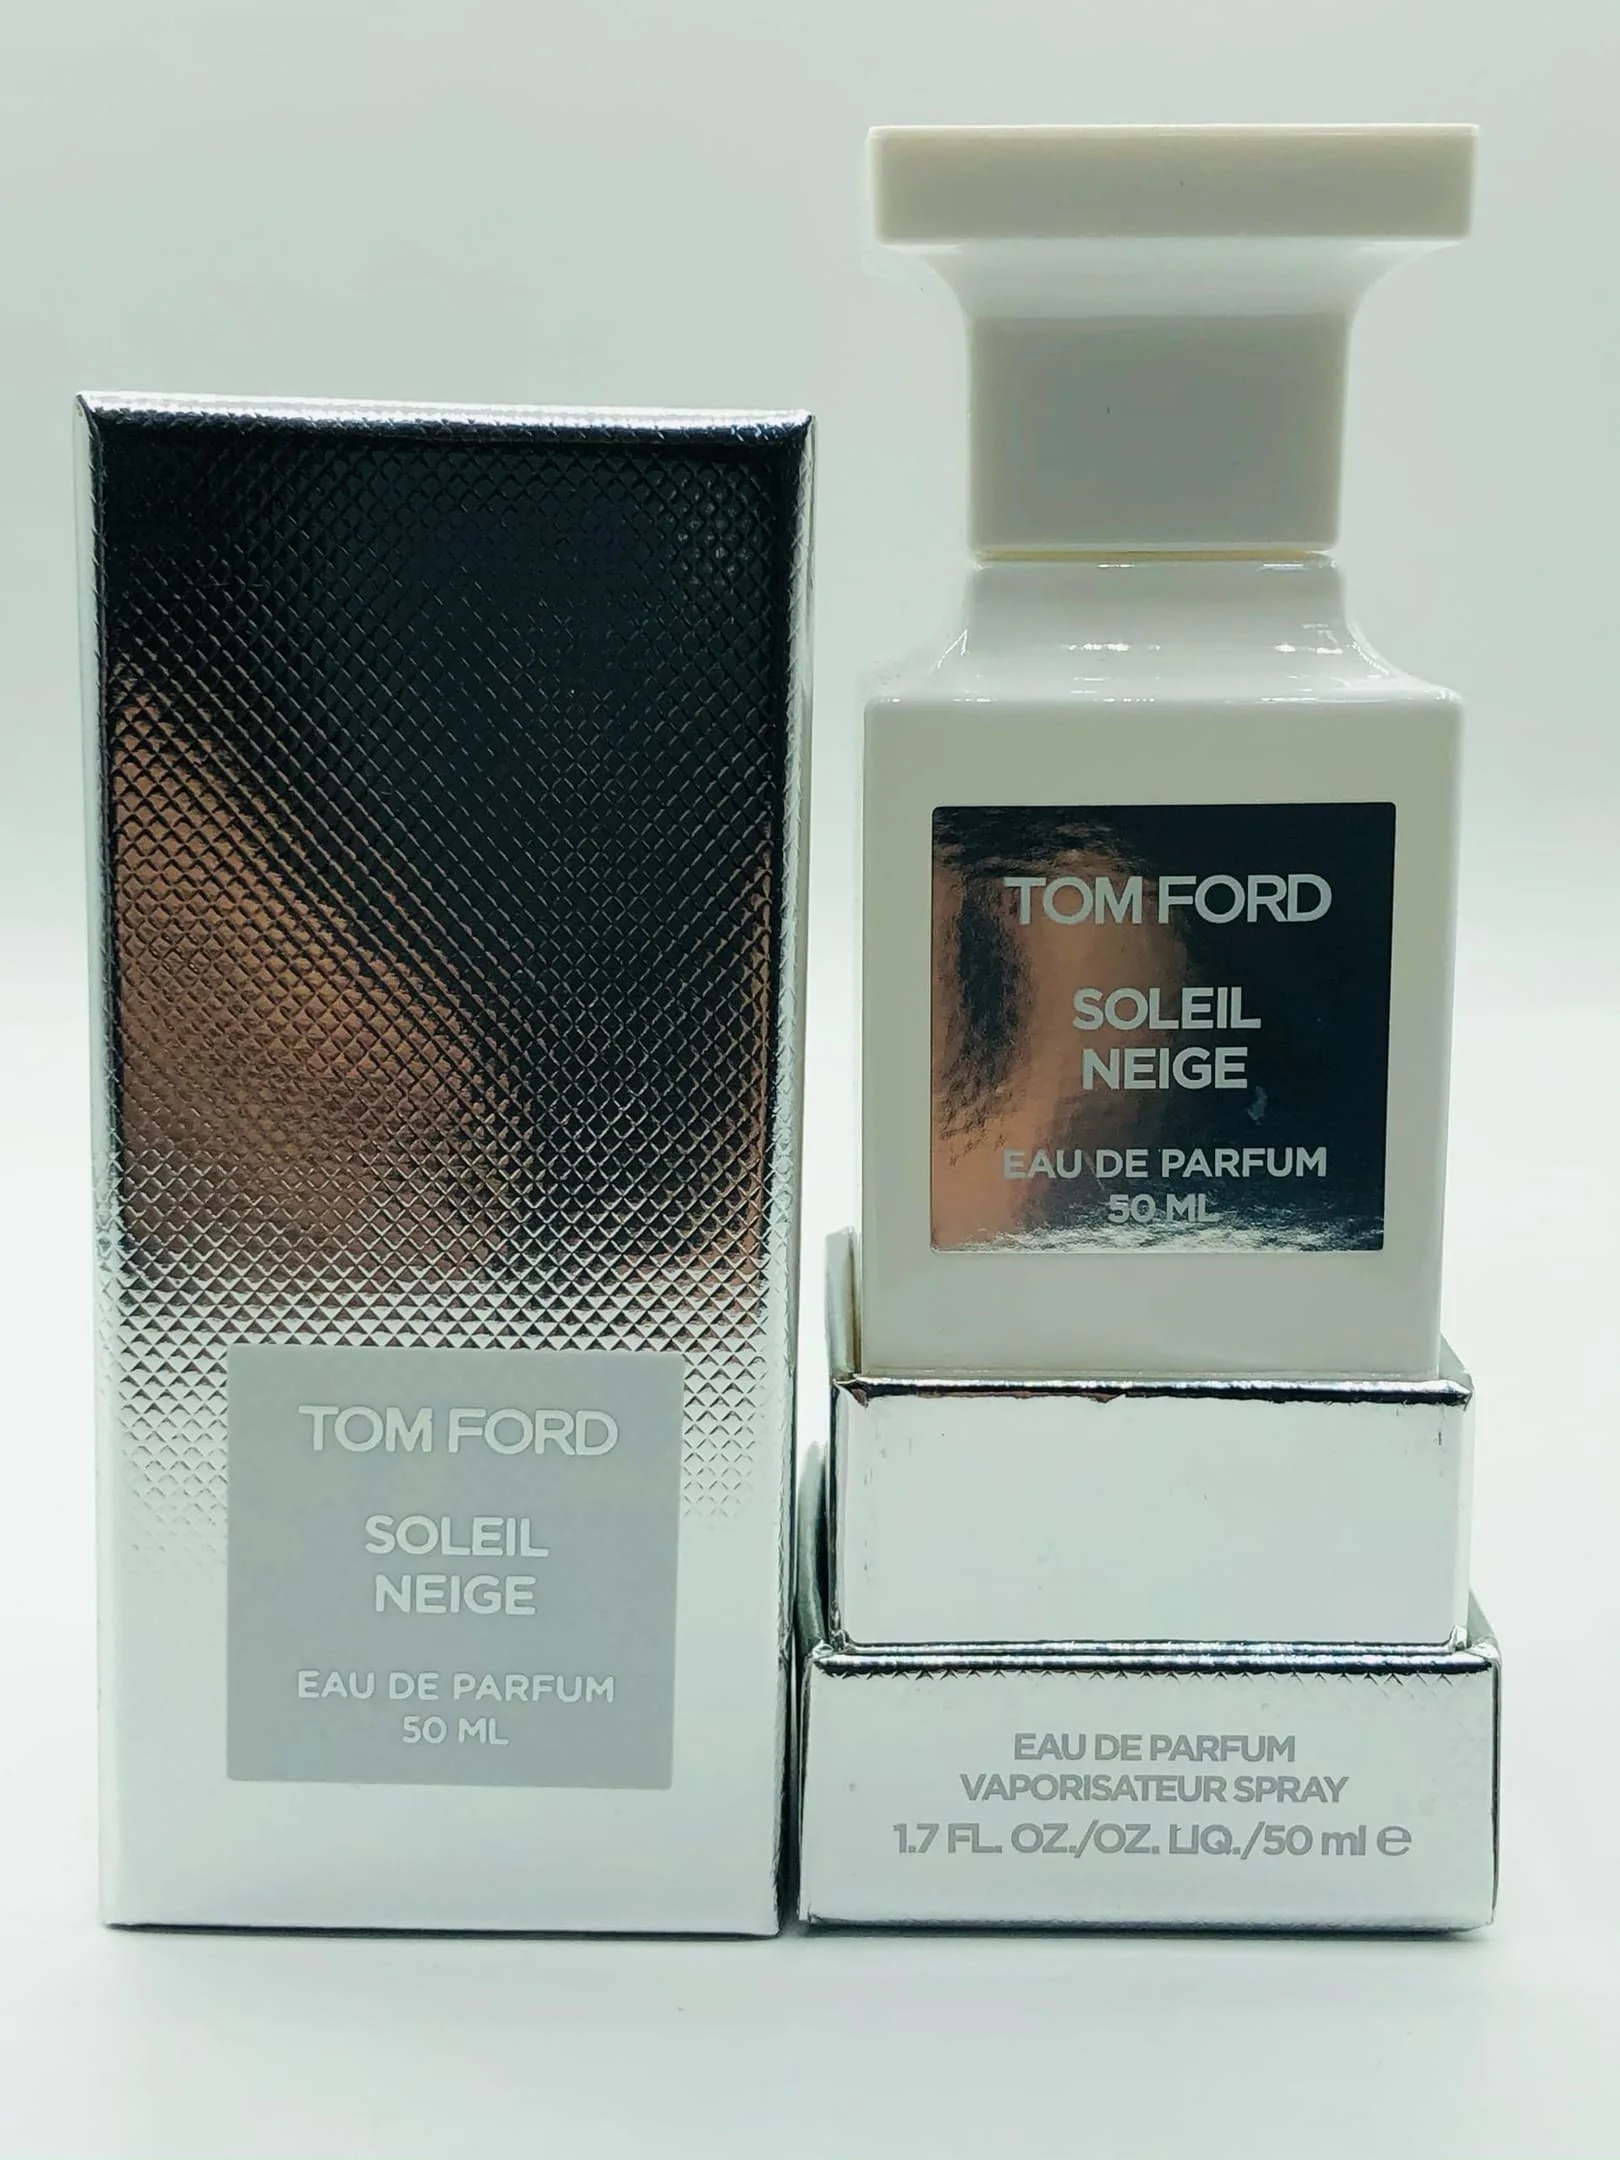 TOM FORD
SOLEIL
NEIGE
EAU DE PARFUM
50 ML
TOM FORD
SOLEIL
NEIGE
EAU DE PARFUM
50 ML
EAU DE PARFUM
VAPORISATEUR SPRAY
1.7 FL. OZ./OZ. LIQ./50 ml e